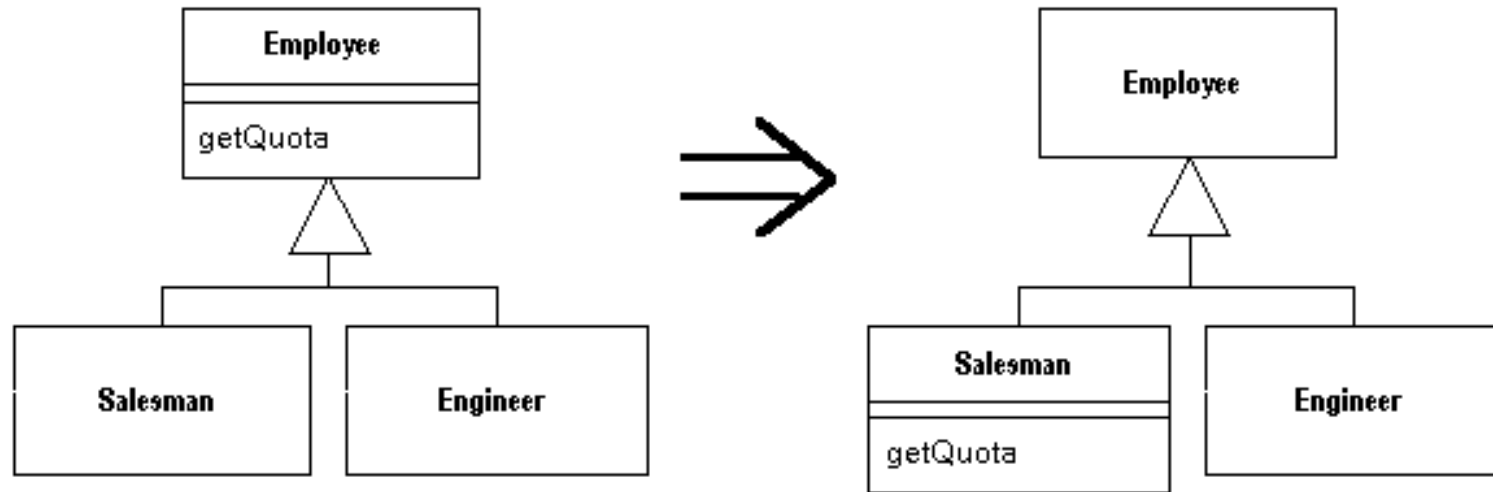 Employee
getQuota
Salesman
Engineer
Employee
Salesman
getQuota
Engineer